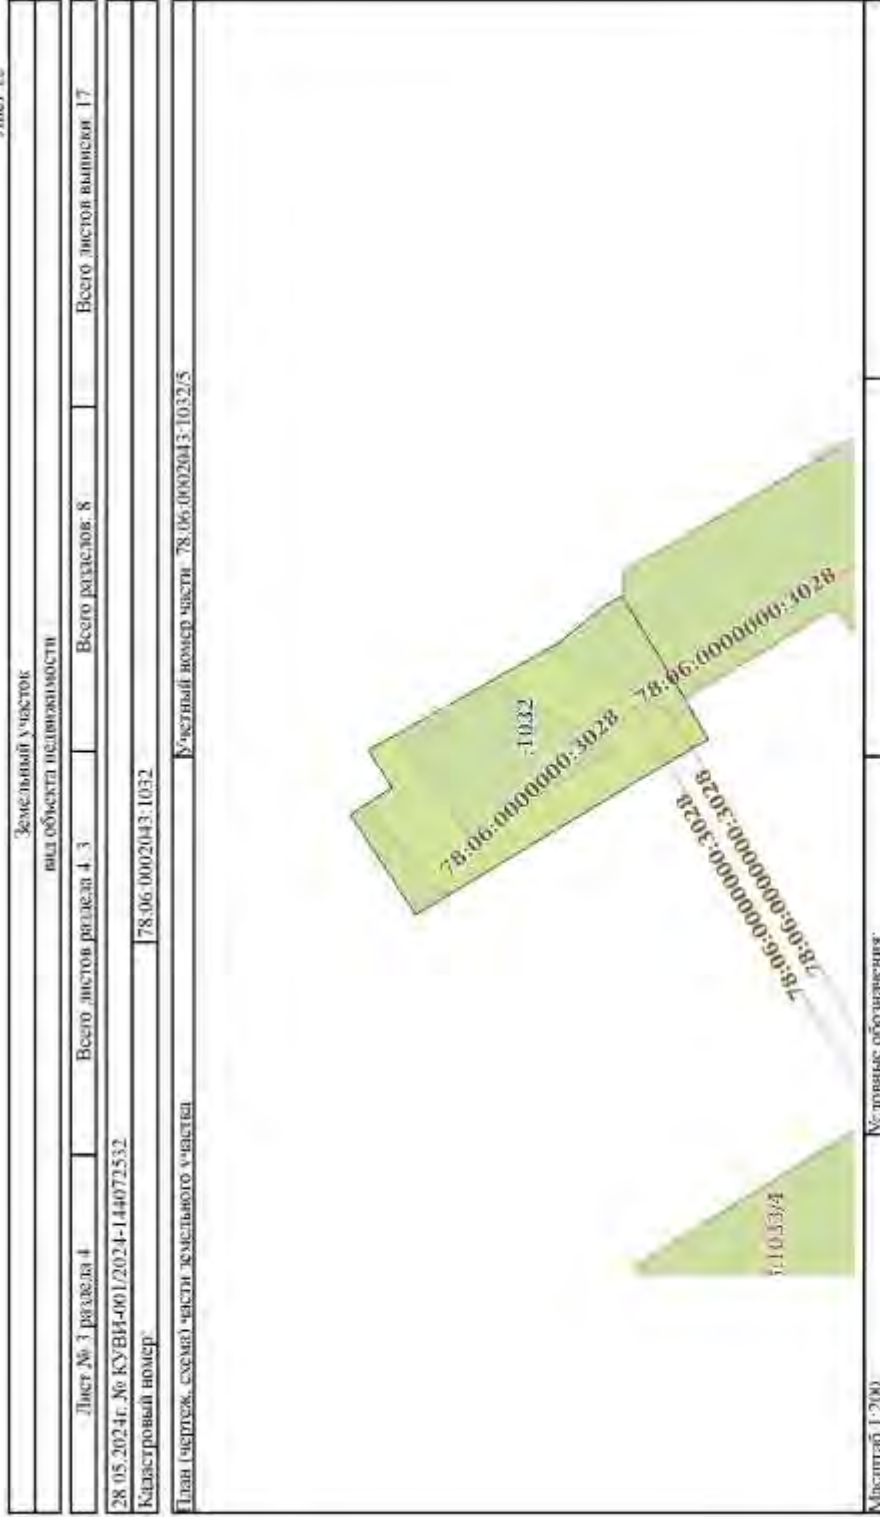 Земельный участок
вид объекта недвижимости
Лист № 3 раздела 4 Всего листов раздела 4: 3 Всего разделов: 8 Всего листов выписки: 17
28.05.2024г. № КУВИ-001/2024-144072532
Кадастровый номер: 78:06:0002043:1032
План (чертеж, схема) части земельного участка Учетный номер части: 78:06:0002043:1032/5
:1032
78:06:0000000:3028
78:06:0000000:3028
78:06:0000000:3028
78:06:0000000:3028
:1033/4
Масштаб 1:200 Условные обозначения: